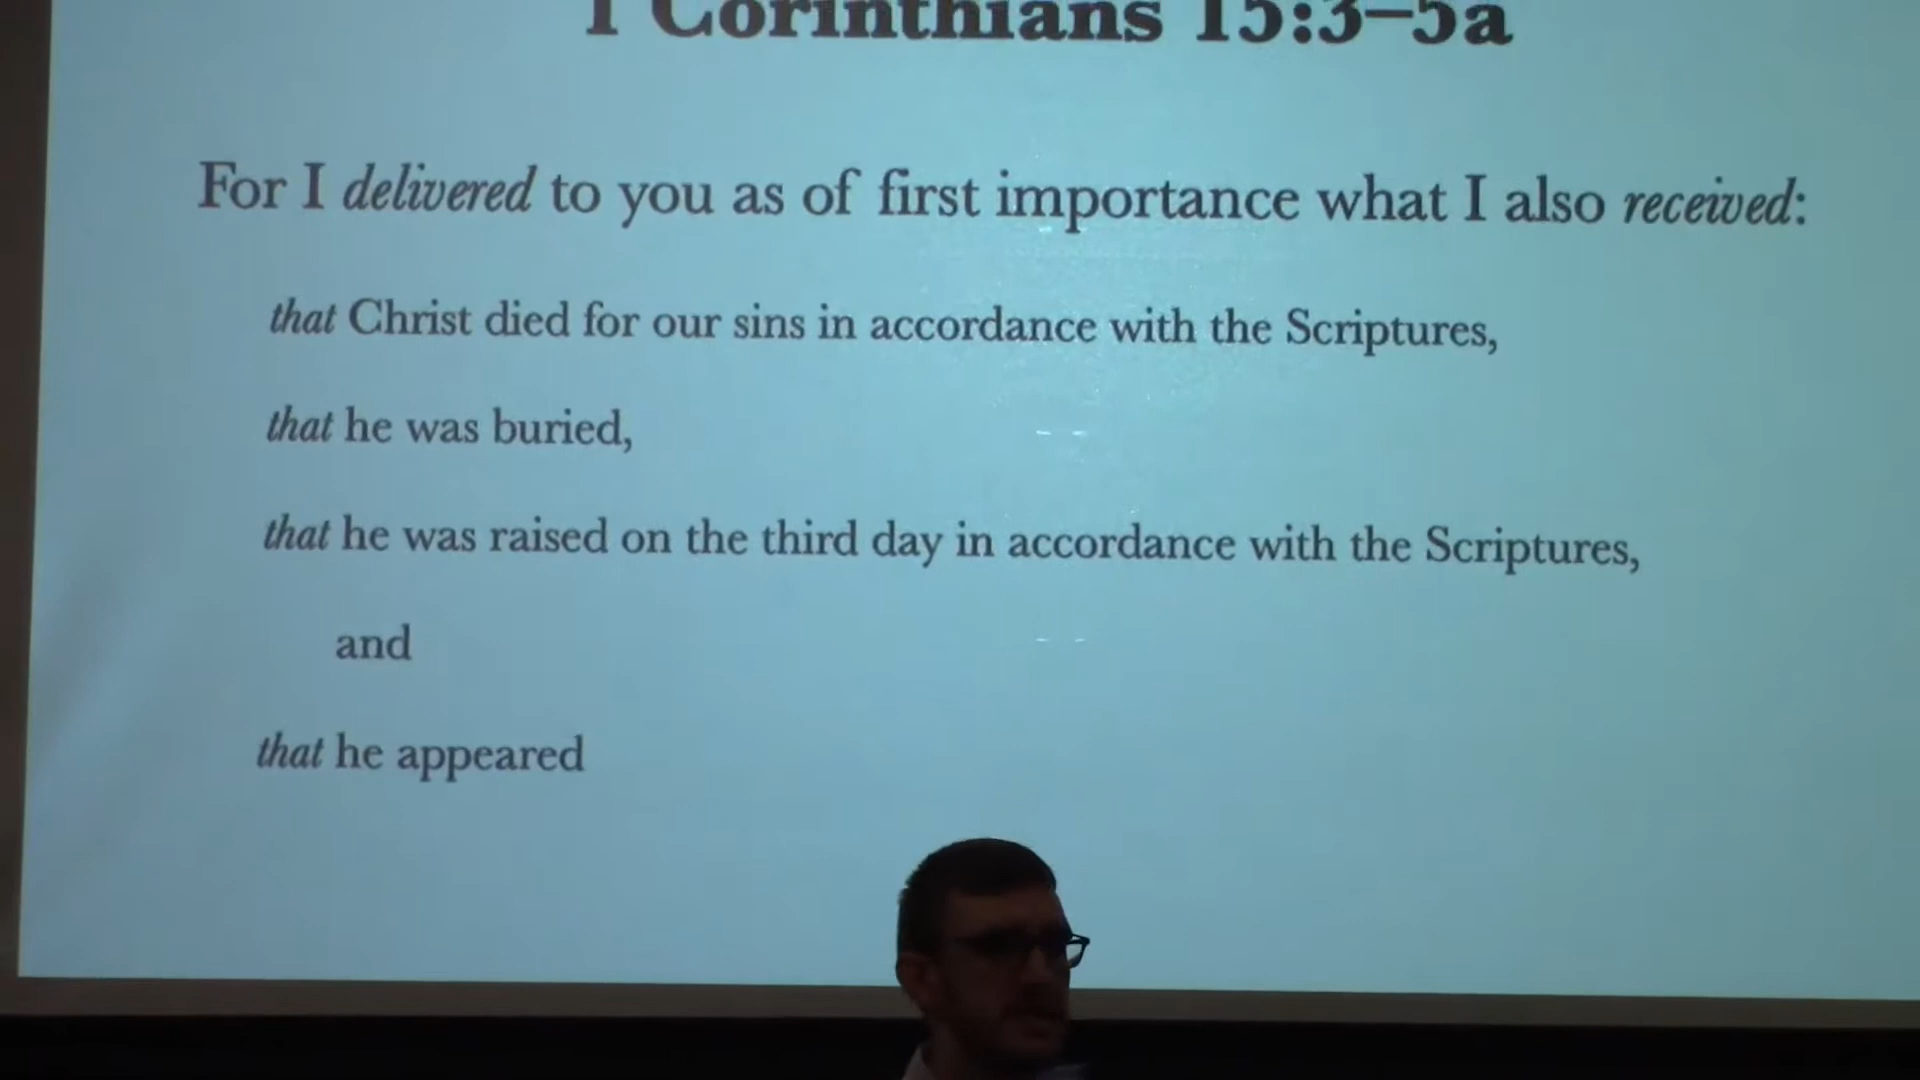 1 Corinthians 15:3–5a
For I delivered to you as of first importance what I also received:
that Christ died for our sins in accordance with the Scriptures,
that he was buried,
that he was raised on the third day in accordance with the Scriptures,
and
that he appeared